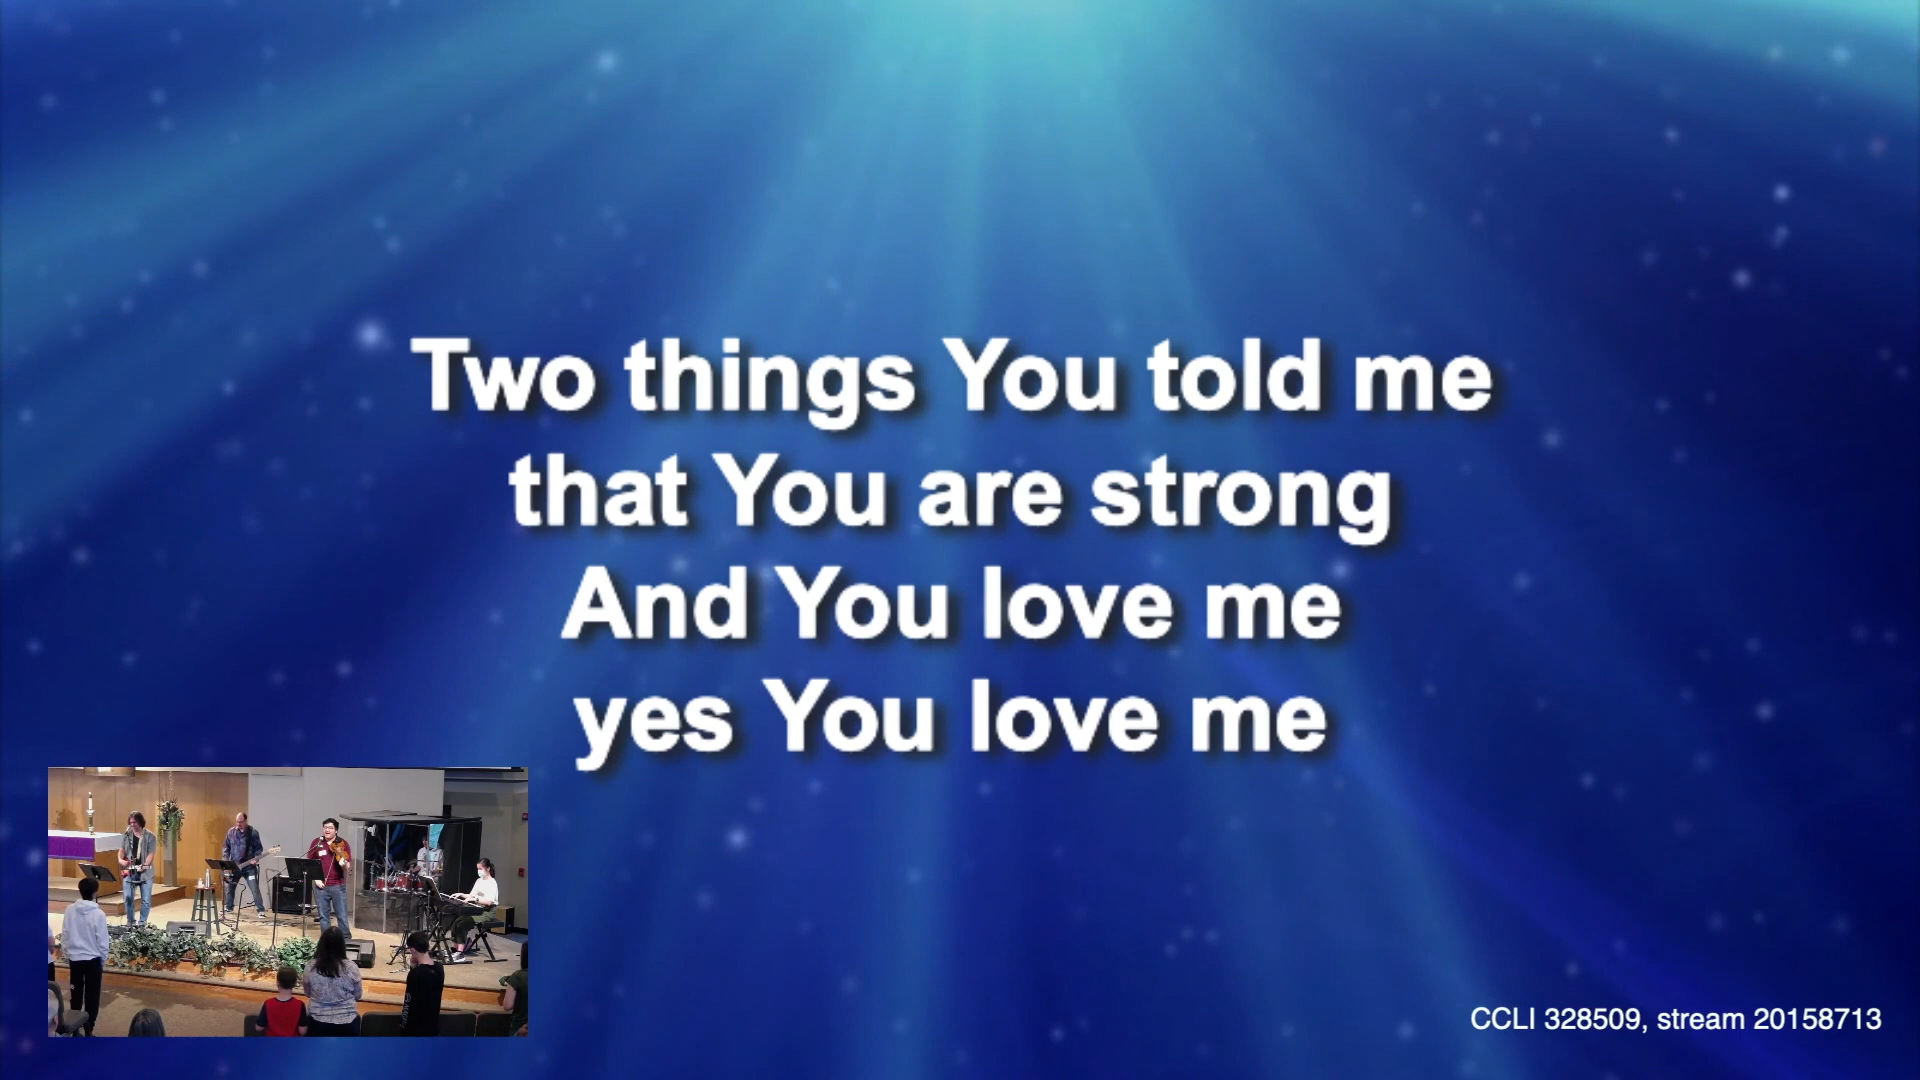 Two things You told me
that You are strong
And You love me
yes You love me
CCLI 328509, stream 20158713